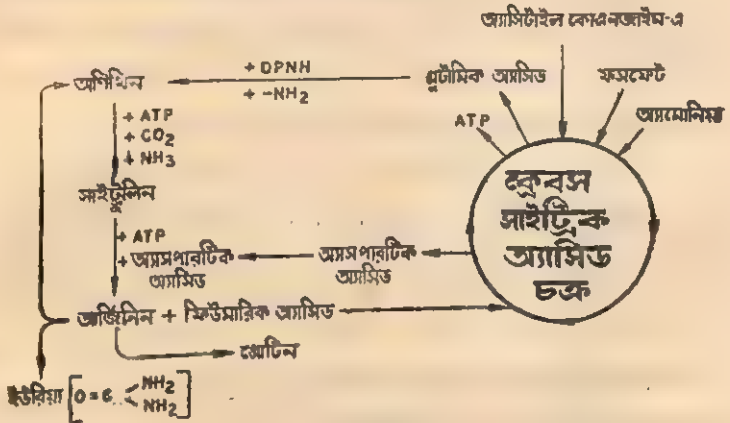 অ্যাসিটাইল কোএনজাইম-এ
অর্ণিথিন
+ DPNH
+ -NH₂
গ্লুটামিক অ্যাসিড
ফসফেট
অ্যামোনিয়া
ATP
+ ATP
+ CO₂
+ NH₃
সাইট্রুলিন
ক্রেবস
সাইট্রিক
অ্যাসিড
চক্র
+ ATP
+ অ্যাসপারটিক
অ্যাসিড
অ্যাসপারটিক
অ্যাসিড
আর্জিনিন + ফিউমারিক অ্যাসিড
প্রোটিন
ইউরিয়া [O=C NH₂
NH₂]